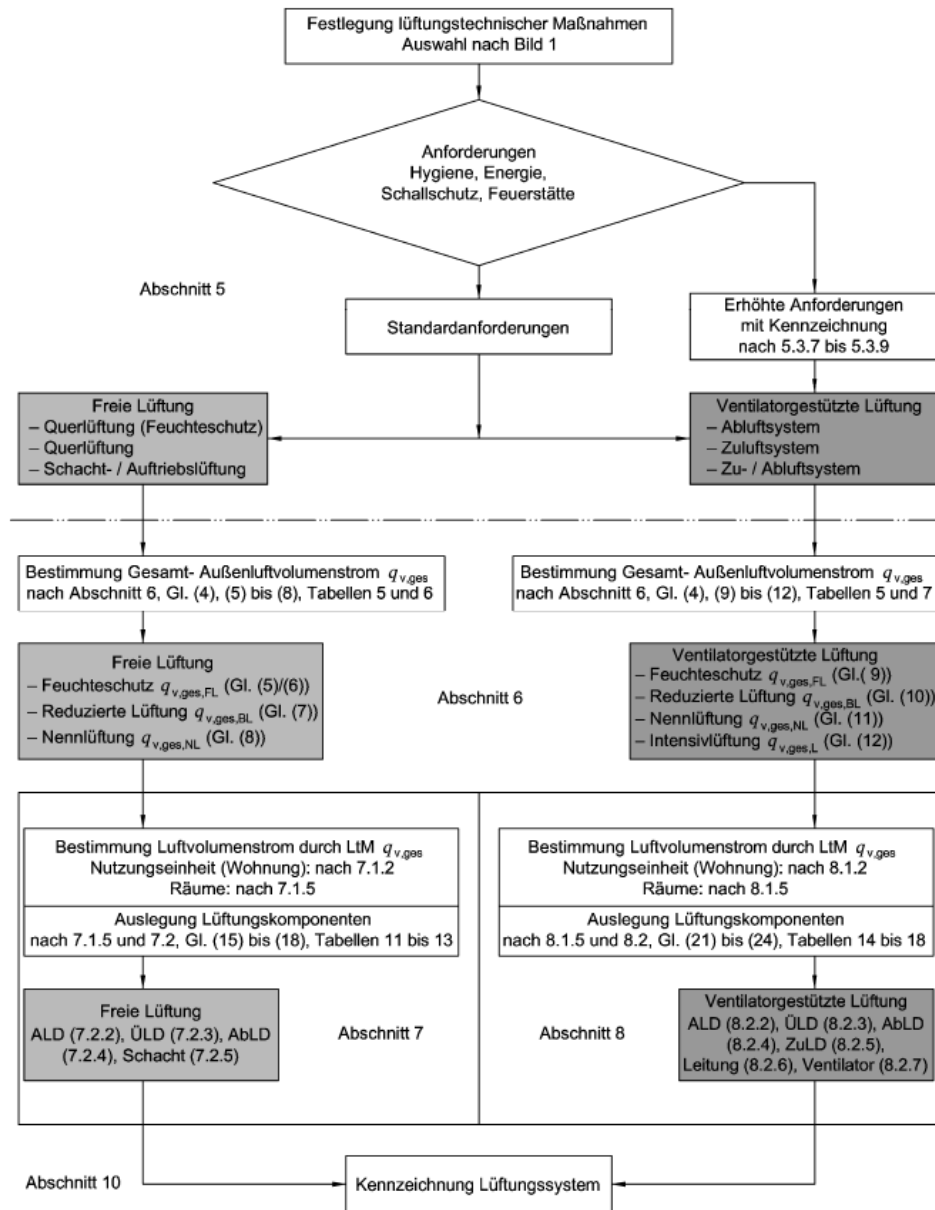 Festlegung lüftungstechnischer Maßnahmen
Auswahl nach Bild 1
Anforderungen
Hygiene, Energie,
Schallschutz, Feuerstätte
Abschnitt 5
Standardanforderungen
Erhöhte Anforderungen
mit Kennzeichnung
nach 5.3.7 bis 5.3.9
Freie Lüftung
– Querlüftung (Feuchteschutz)
– Querlüftung
– Schacht- / Auftriebslüftung
Ventilatorgestützte Lüftung
– Abluftsystem
– Zuluftsystem
– Zu- / Abluftsystem
Bestimmung Gesamt- Außenluftvolumenstrom q v,ges
nach Abschnitt 6, Gl. (4), (5) bis (8), Tabellen 5 und 6
Bestimmung Gesamt- Außenluftvolumenstrom q v,ges
nach Abschnitt 6, Gl. (4), (9) bis (12), Tabellen 5 und 7
Freie Lüftung
– Feuchteschutz q v,ges,FL (Gl. (5)/(6))
– Reduzierte Lüftung q v,ges,BL (Gl. (7))
– Nennlüftung q v,ges,NL (Gl. (8))
Abschnitt 6
Ventilatorgestützte Lüftung
– Feuchteschutz q v,ges,FL (Gl.( 9))
– Reduzierte Lüftung q v,ges,BL (Gl. (10))
– Nennlüftung q v,ges,NL (Gl. (11))
– Intensivlüftung q v,ges,L (Gl. (12))
Bestimmung Luftvolumenstrom durch LtM q v,ges
Nutzungseinheit (Wohnung): nach 7.1.2
Räume: nach 7.1.5
Auslegung Lüftungskomponenten
nach 7.1.5 und 7.2, Gl. (15) bis (18), Tabellen 11 bis 13
Bestimmung Luftvolumenstrom durch LtM q v,ges
Nutzungseinheit (Wohnung): nach 8.1.2
Räume: nach 8.1.5
Auslegung Lüftungskomponenten
nach 8.1.5 und 8.2, Gl. (21) bis (24), Tabellen 14 bis 18
Freie Lüftung
ALD (7.2.2), ÜLD (7.2.3), AbLD
(7.2.4), Schacht (7.2.5)
Abschnitt 7
Abschnitt 8
Ventilatorgestützte Lüftung
ALD (8.2.2), ÜLD (8.2.3), AbLD
(8.2.4), ZuLD (8.2.5),
Leitung (8.2.6), Ventilator (8.2.7)
Abschnitt 10
Kennzeichnung Lüftungssystem